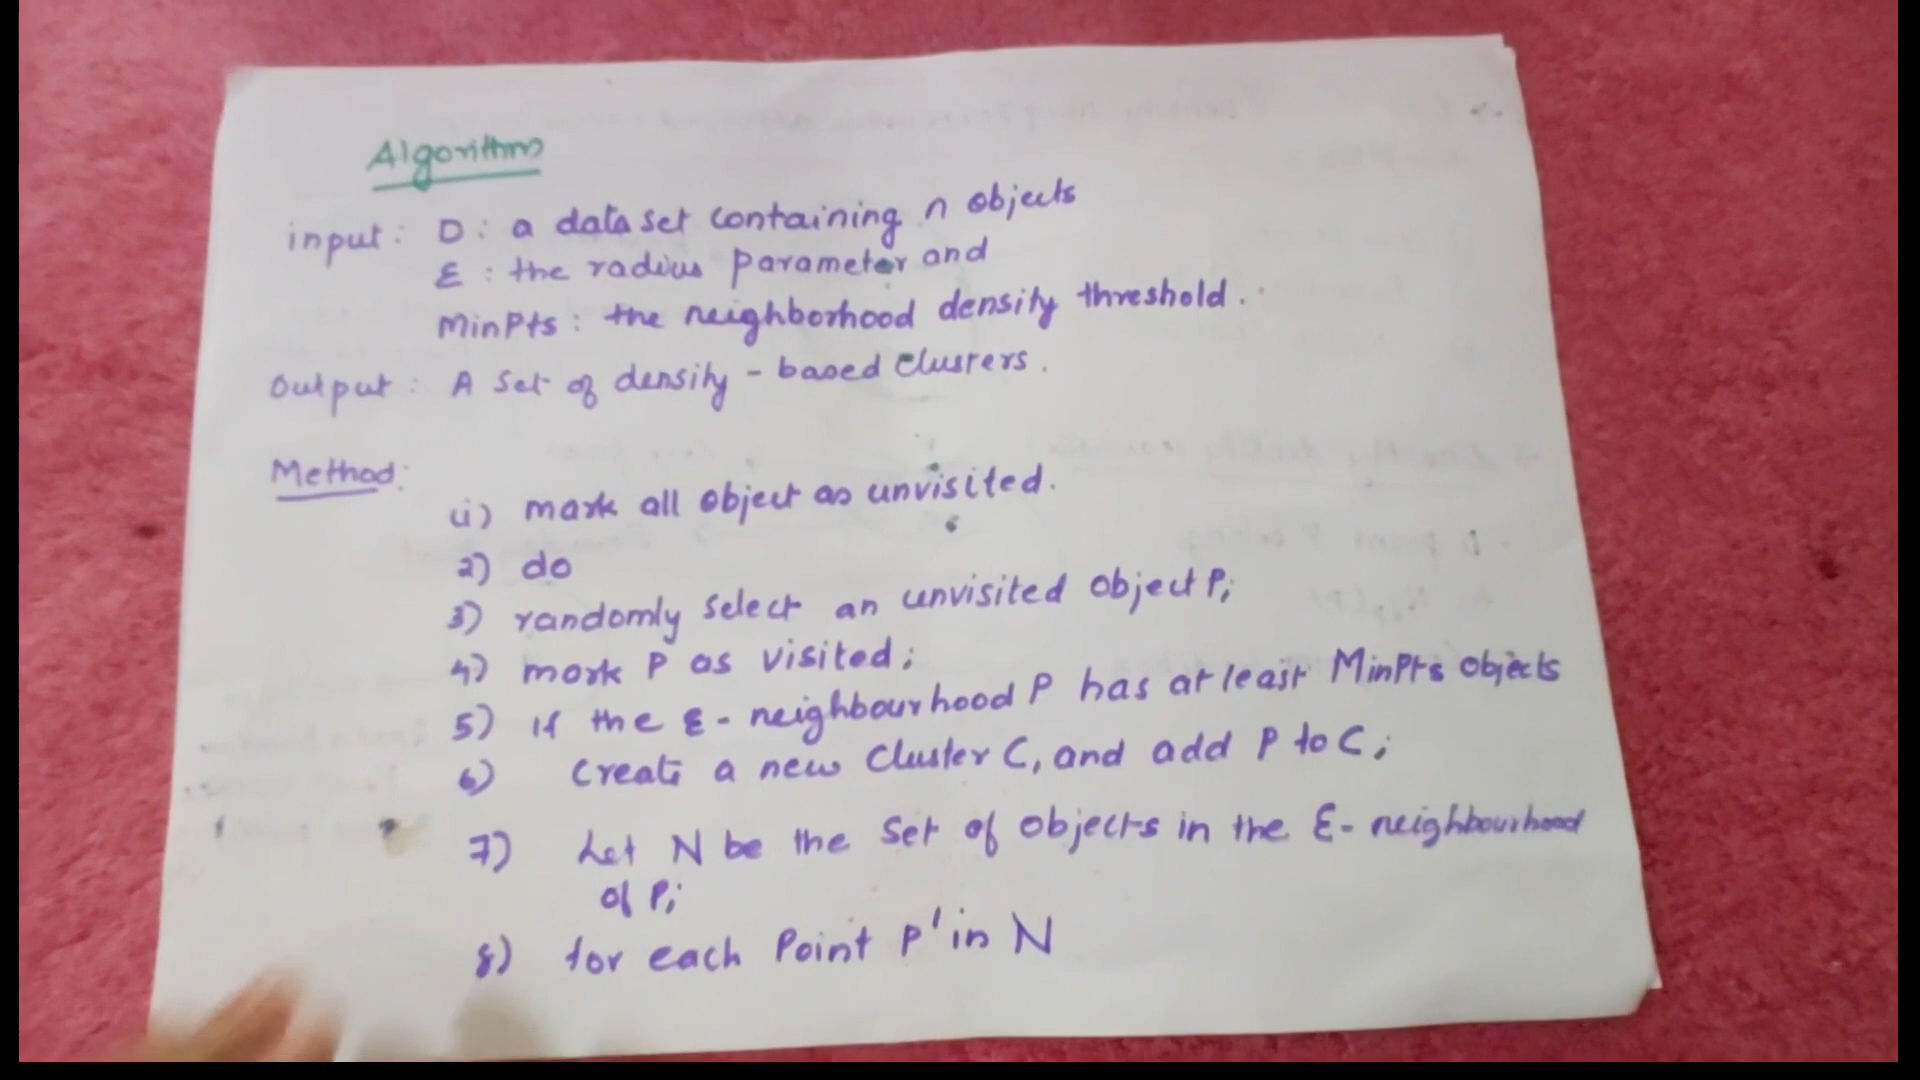 Algorithm
input: D: a data set containing n objects
ε: the radius parameter and
MinPts: the neighborhood density threshold.
Output: A Set of density - based clusters.
Method:
(1) mark all object as unvisited.
2) do
3) randomly select an unvisited object P;
4) mark P as visited;
5) if the ε - neighbourhood P has at least MinPts objects
6) Create a new cluster C, and add P to C;
7) Let N be the set of objects in the ε - neighbourhood
of P;
8) for each Point P' in N